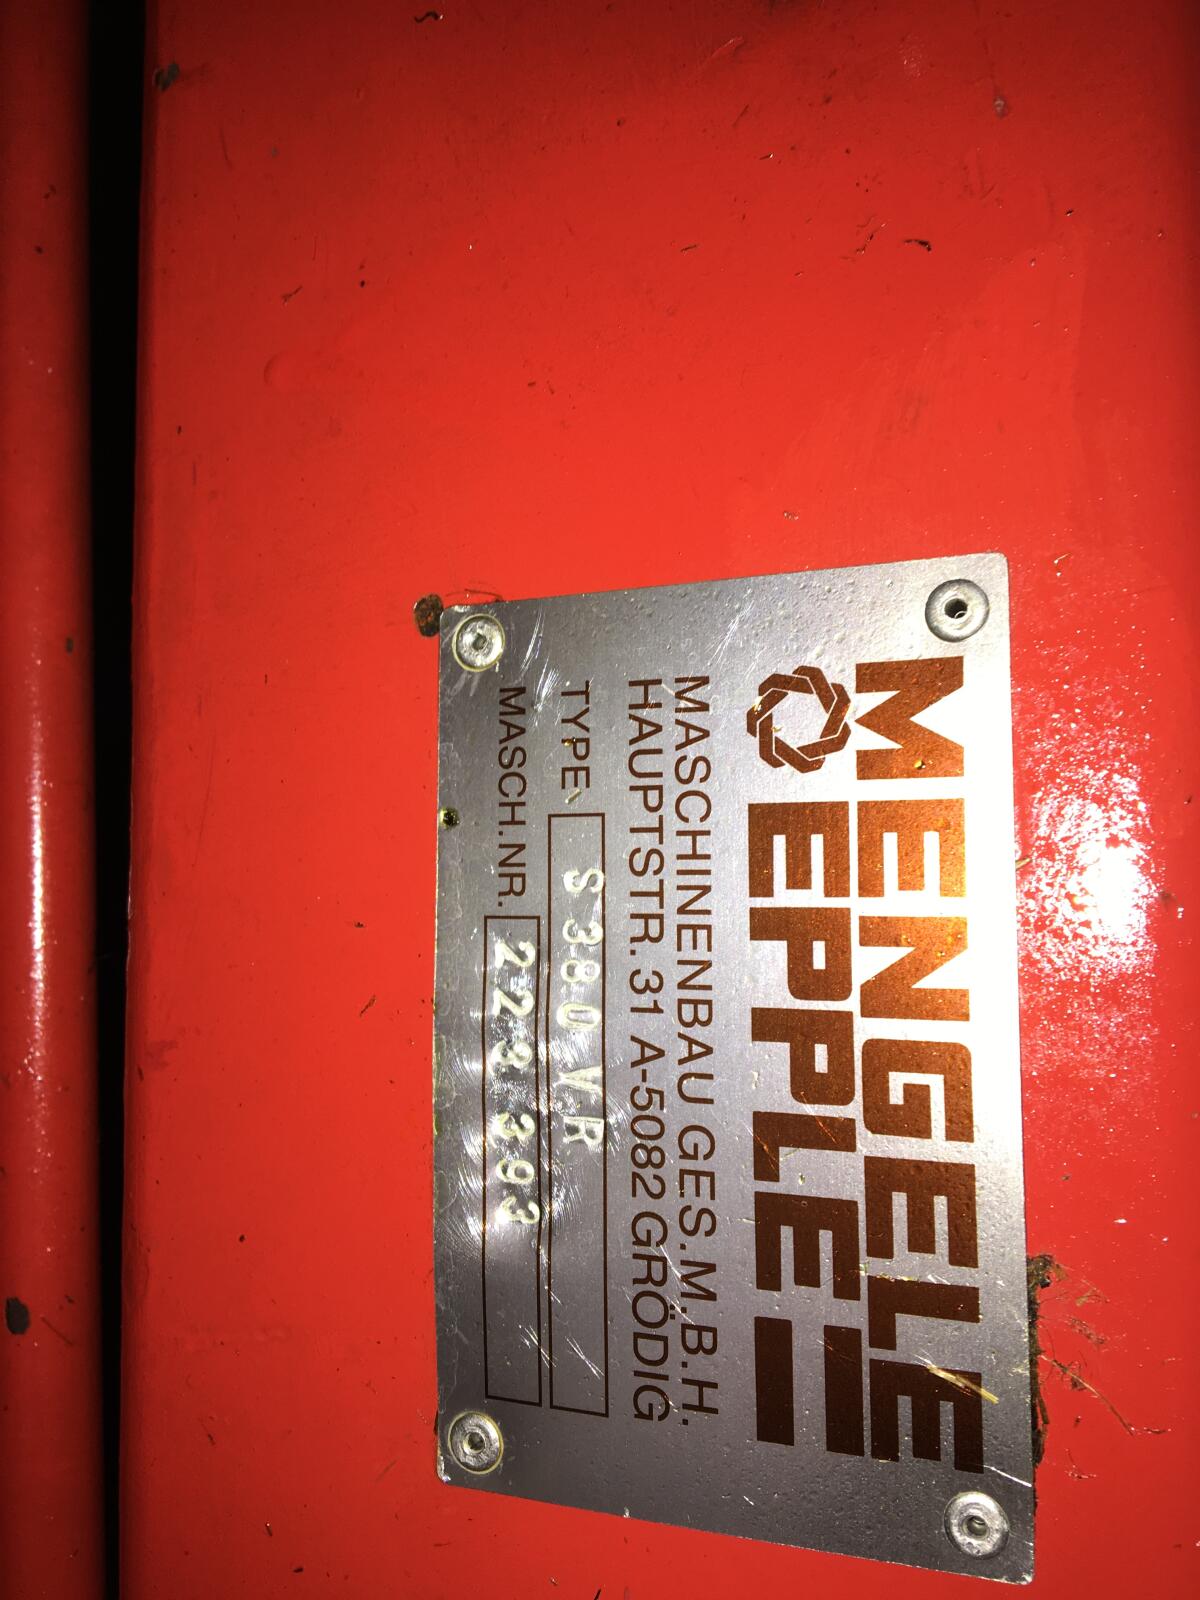 MENGELE
EPPLE
MASCHINENBAU GES.M.B.H.
HAUPTSTR. 31 A-5082 GRÖDIG
TYPE S 380 V.R
MASCH.NR. 223 393